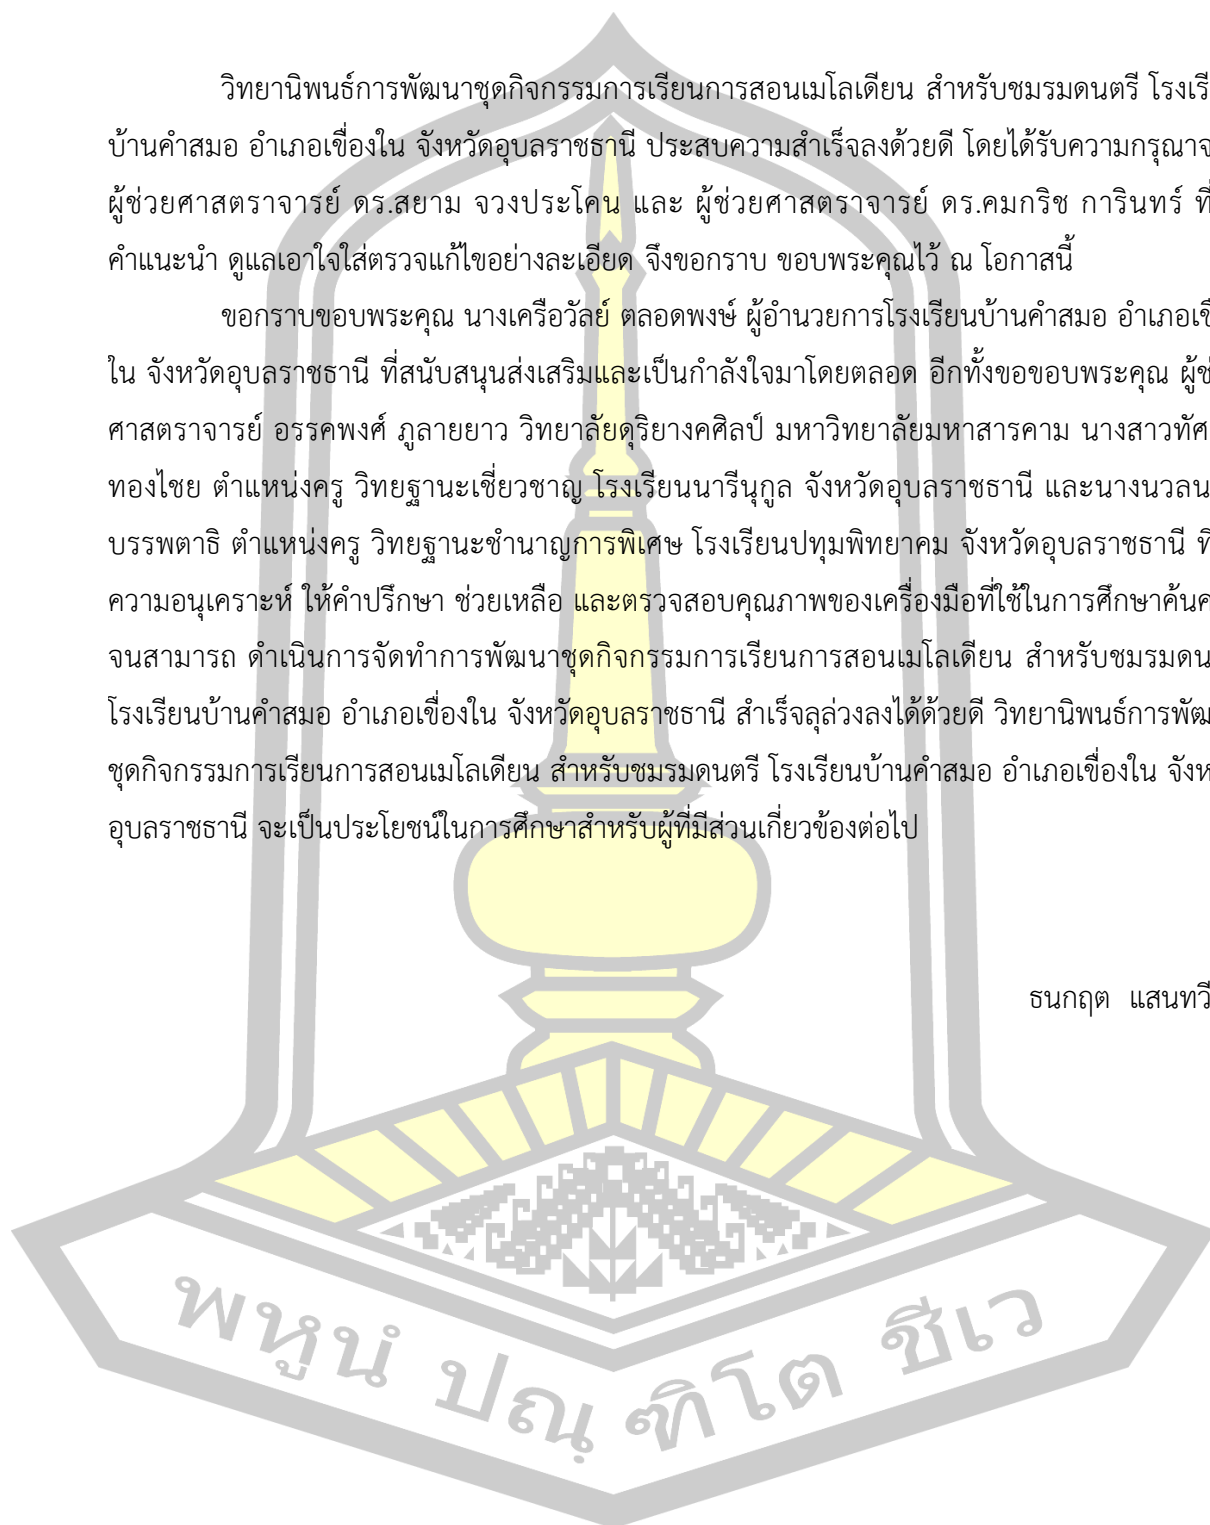 วิทยานิพนธ์การพัฒนาชุดกิจกรรมการเรียนการสอนเมโลเดียน สำหรับชมรมดนตรี โรงเรี
บ้านคำสมอ อำเภอเขื่องใน จังหวัดอุบลราชธานี ประสบความสำเร็จลงด้วยดี โดยได้รับความกรุณาจ
ผู้ช่วยศาสตราจารย์ ดร.สยาม จวงประโคน และ ผู้ช่วยศาสตราจารย์ ดร.คมกริช การินทร์ ที่
คำแนะนำ ดูแลเอาใจใส่ตรวจแก้ไขอย่างละเอียด จึงขอกราบ ขอบพระคุณไว้ ณ โอกาสนี้
ขอกราบขอบพระคุณ นางเครือวัลย์ ตลอดพงษ์ ผู้อำนวยการโรงเรียนบ้านคำสมอ อำเภอเขื
ใน จังหวัดอุบลราชธานี ที่สนับสนุนส่งเสริมและเป็นกำลังใจมาโดยตลอด อีกทั้งขอขอบพระคุณ ผู้ช่
ศาสตราจารย์ อรรคพงศ์ ภูลายยาว วิทยาลัยดุริยางคศิลป์ มหาวิทยาลัยมหาสารคาม นางสาวทัศ
ทองไชย ตำแหน่งครู วิทยฐานะเชี่ยวชาญ โรงเรียนนารีนุกูล จังหวัดอุบลราชธานี และนางนวลน
บรรพตาธิ ตำแหน่งครู วิทยฐานะชำนาญการพิเศษ โรงเรียนปทุมพิทยาคม จังหวัดอุบลราชธานี ที่
ความอนุเคราะห์ ให้คำปรึกษา ช่วยเหลือ และตรวจสอบคุณภาพของเครื่องมือที่ใช้ในการศึกษาค้นค
จนสามารถ ดำเนินการจัดทำการพัฒนาชุดกิจกรรมการเรียนการสอนเมโลเดียน สำหรับชมรมดน
โรงเรียนบ้านคำสมอ อำเภอเขื่องใน จังหวัดอุบลราชธานี สำเร็จลุล่วงลงได้ด้วยดี วิทยานิพนธ์การพัฒ
ชุดกิจกรรมการเรียนการสอนเมโลเดียน สำหรับชมรมดนตรี โรงเรียนบ้านคำสมอ อำเภอเขื่องใน จังห
อุบลราชธานี จะเป็นประโยชน์ในการศึกษาสำหรับผู้ที่มีส่วนเกี่ยวข้องต่อไป
ธนกฤต แสนทวี
พหูนํ ปณฺฑิโต ชีเว